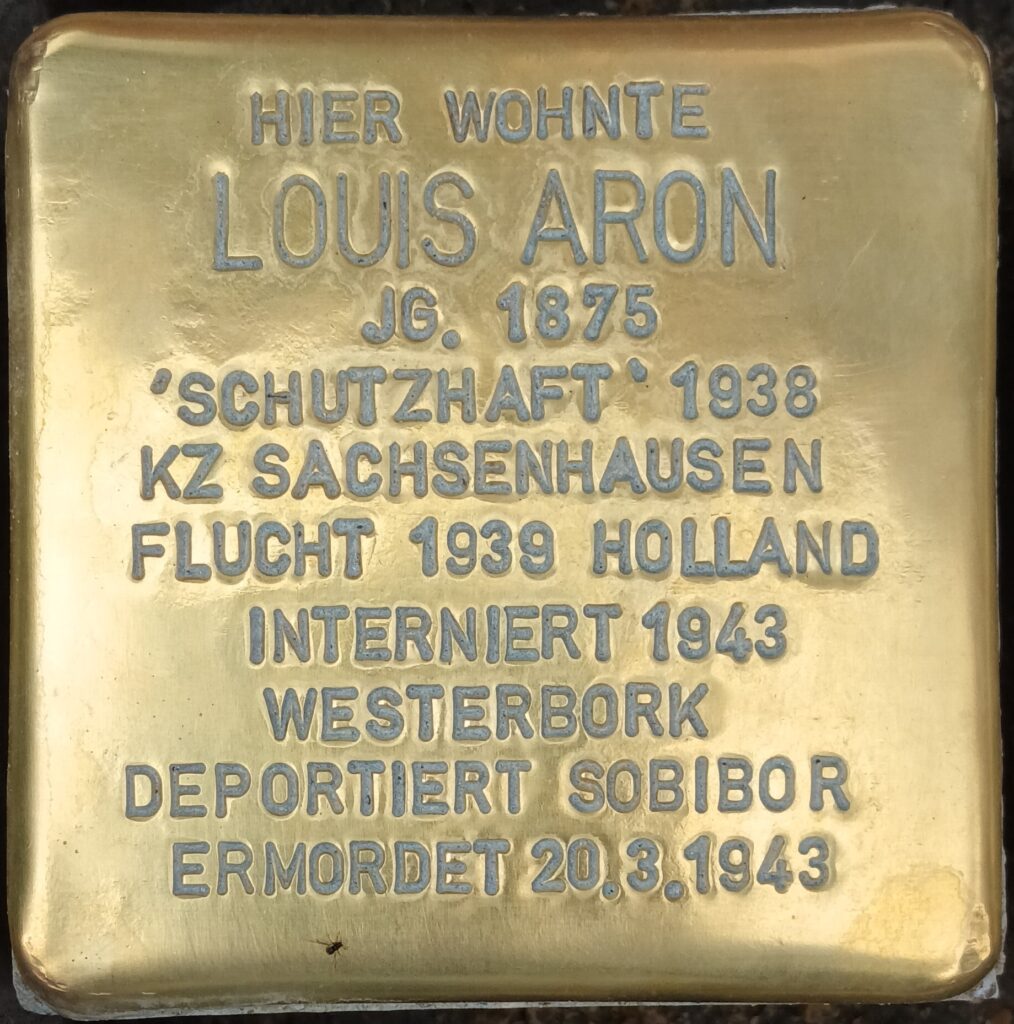 HIER WOHNTE
LOUIS ARON
JG. 1875
'SCHUTZHAFT' 1938
KZ SACHSENHAUSEN
FLUCHT 1939 HOLLAND
INTERNIERT 1943
WESTERBORK
DEPORTIERT SOBIBOR
ERMORDET 20.3.1943